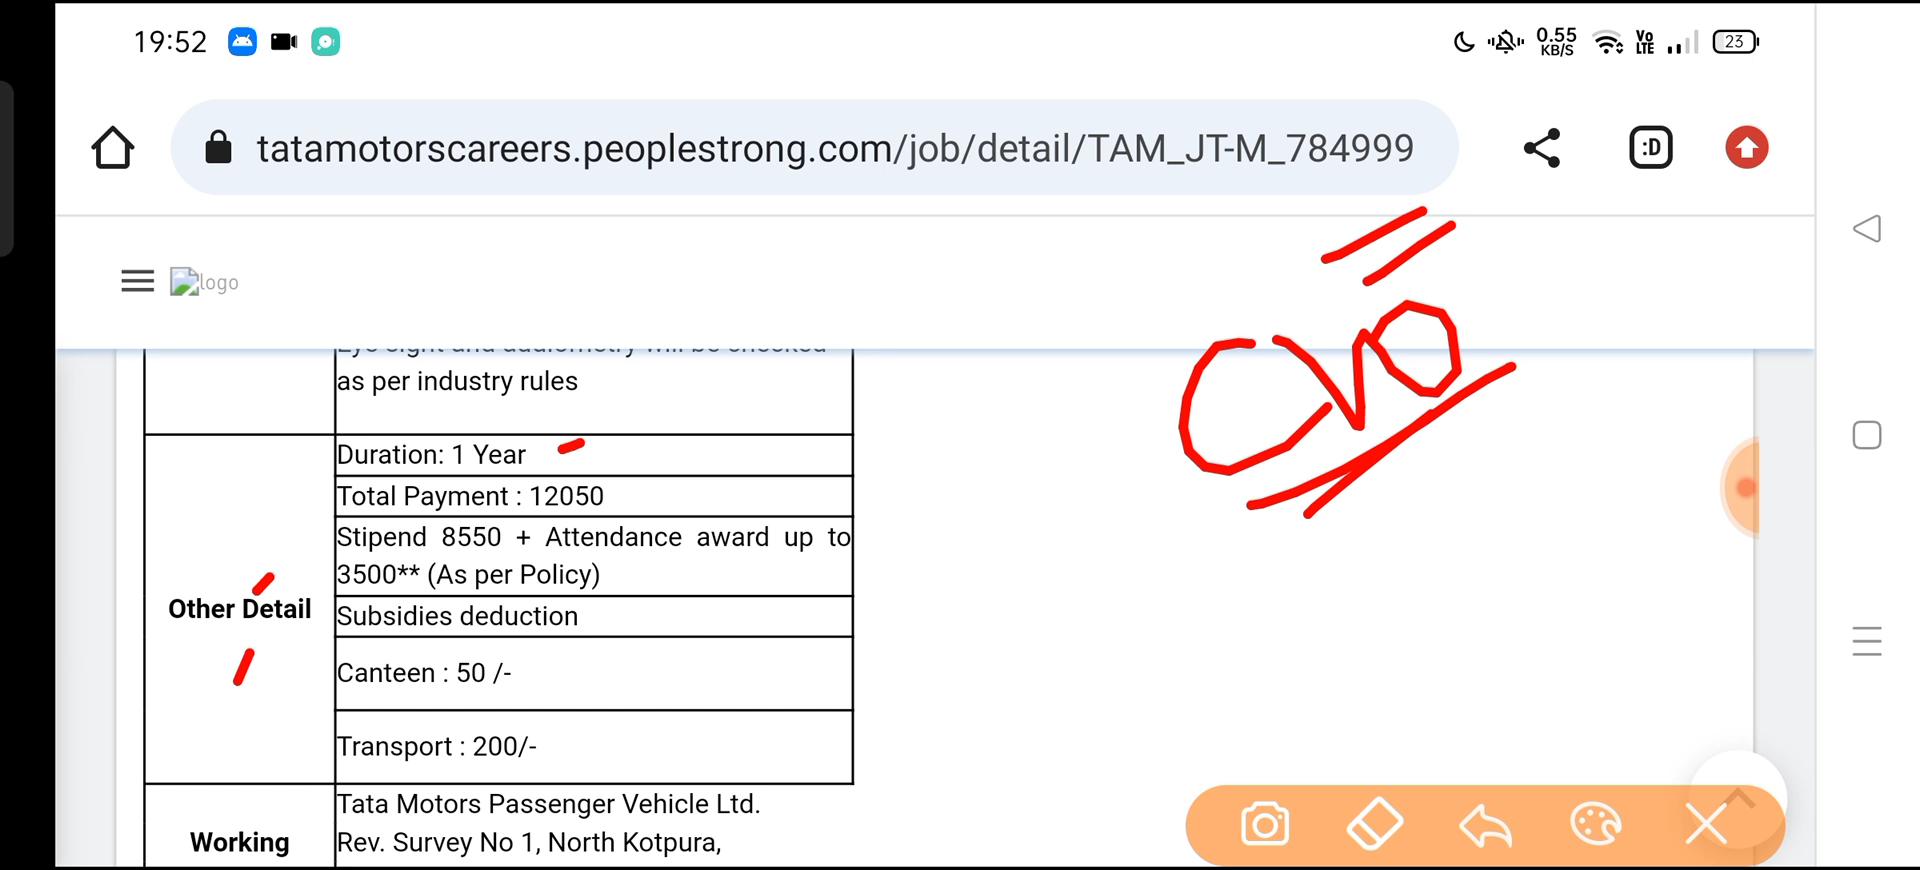 19:52
0.55 KB/S
Vo LTE
23
tatamotorscareers.peoplestrong.com/job/detail/TAM_JT-M_784999
:D
logo
as per industry rules
Duration: 1 Year
Total Payment : 12050
Stipend 8550 + Attendance award up to
3500** (As per Policy)
Other Detail
Subsidies deduction
Canteen : 50 /-
Transport : 200/-
Tata Motors Passenger Vehicle Ltd.
Working
Rev. Survey No 1, North Kotpura,